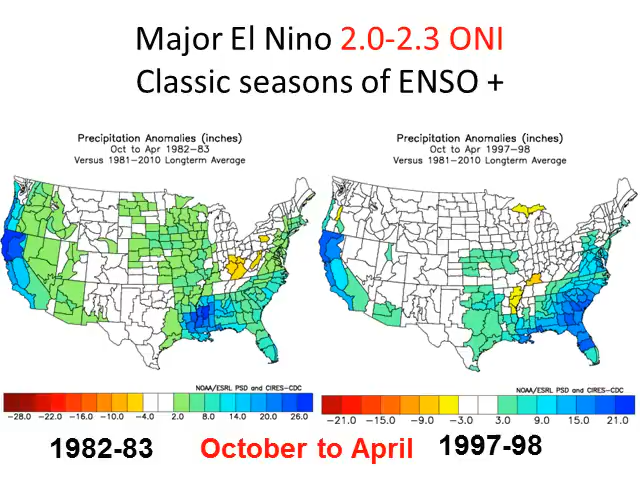 Major El Nino 2.0-2.3 ONI
Classic seasons of ENSO +
Precipitation Anomalies (inches)
Oct to Apr 1982-83
Versus 1981-2010 Longterm Average
NOAA/ESRL PSD and CIRES-CDC
-28.0 -22.0 -16.0 -10.0 -4.0 2.0 8.0 14.0 20.0 26.0
Precipitation Anomalies (inches)
Oct to Apr 1997-98
Versus 1981-2010 Longterm Average
NOAA/ESRL PSD and CIRES-CDC
-21.0 -15.0 -9.0 -3.0 3.0 9.0 15.0 21.0
1982-83 October to April 1997-98